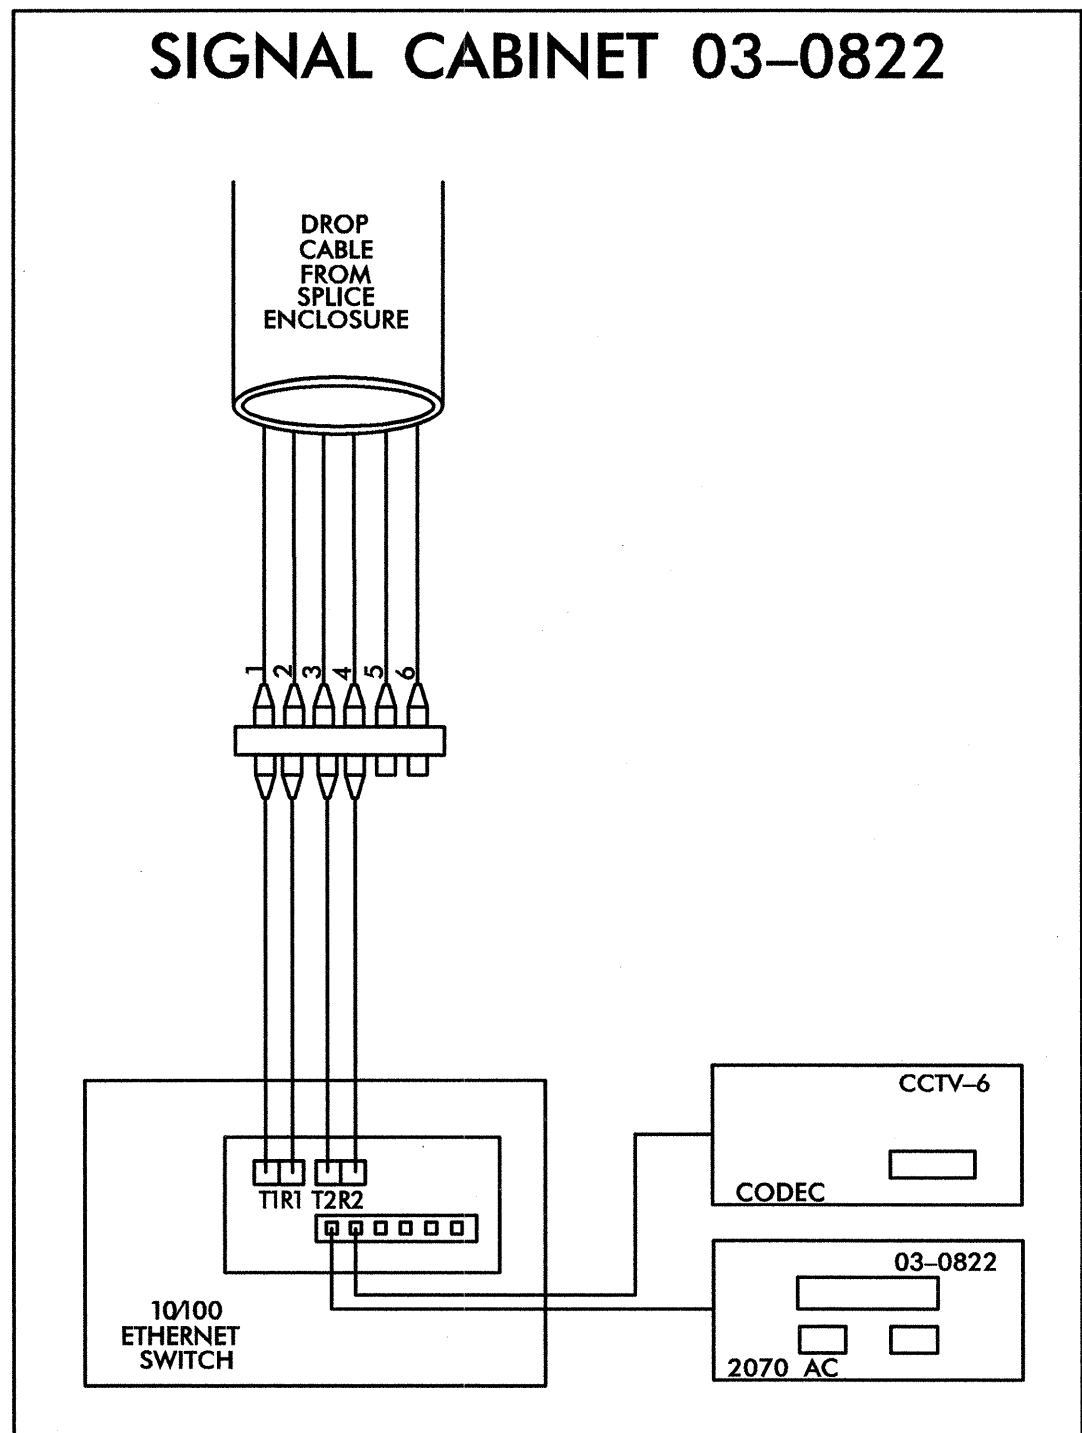 SIGNAL CABINET 03–0822
DROP
CABLE
FROM
SPLICE
ENCLOSURE
1 2 3 4 5 6
CCTV–6
CODEC
T1R1 T2R2
03–0822
2070 AC
10/100
ETHERNET
SWITCH